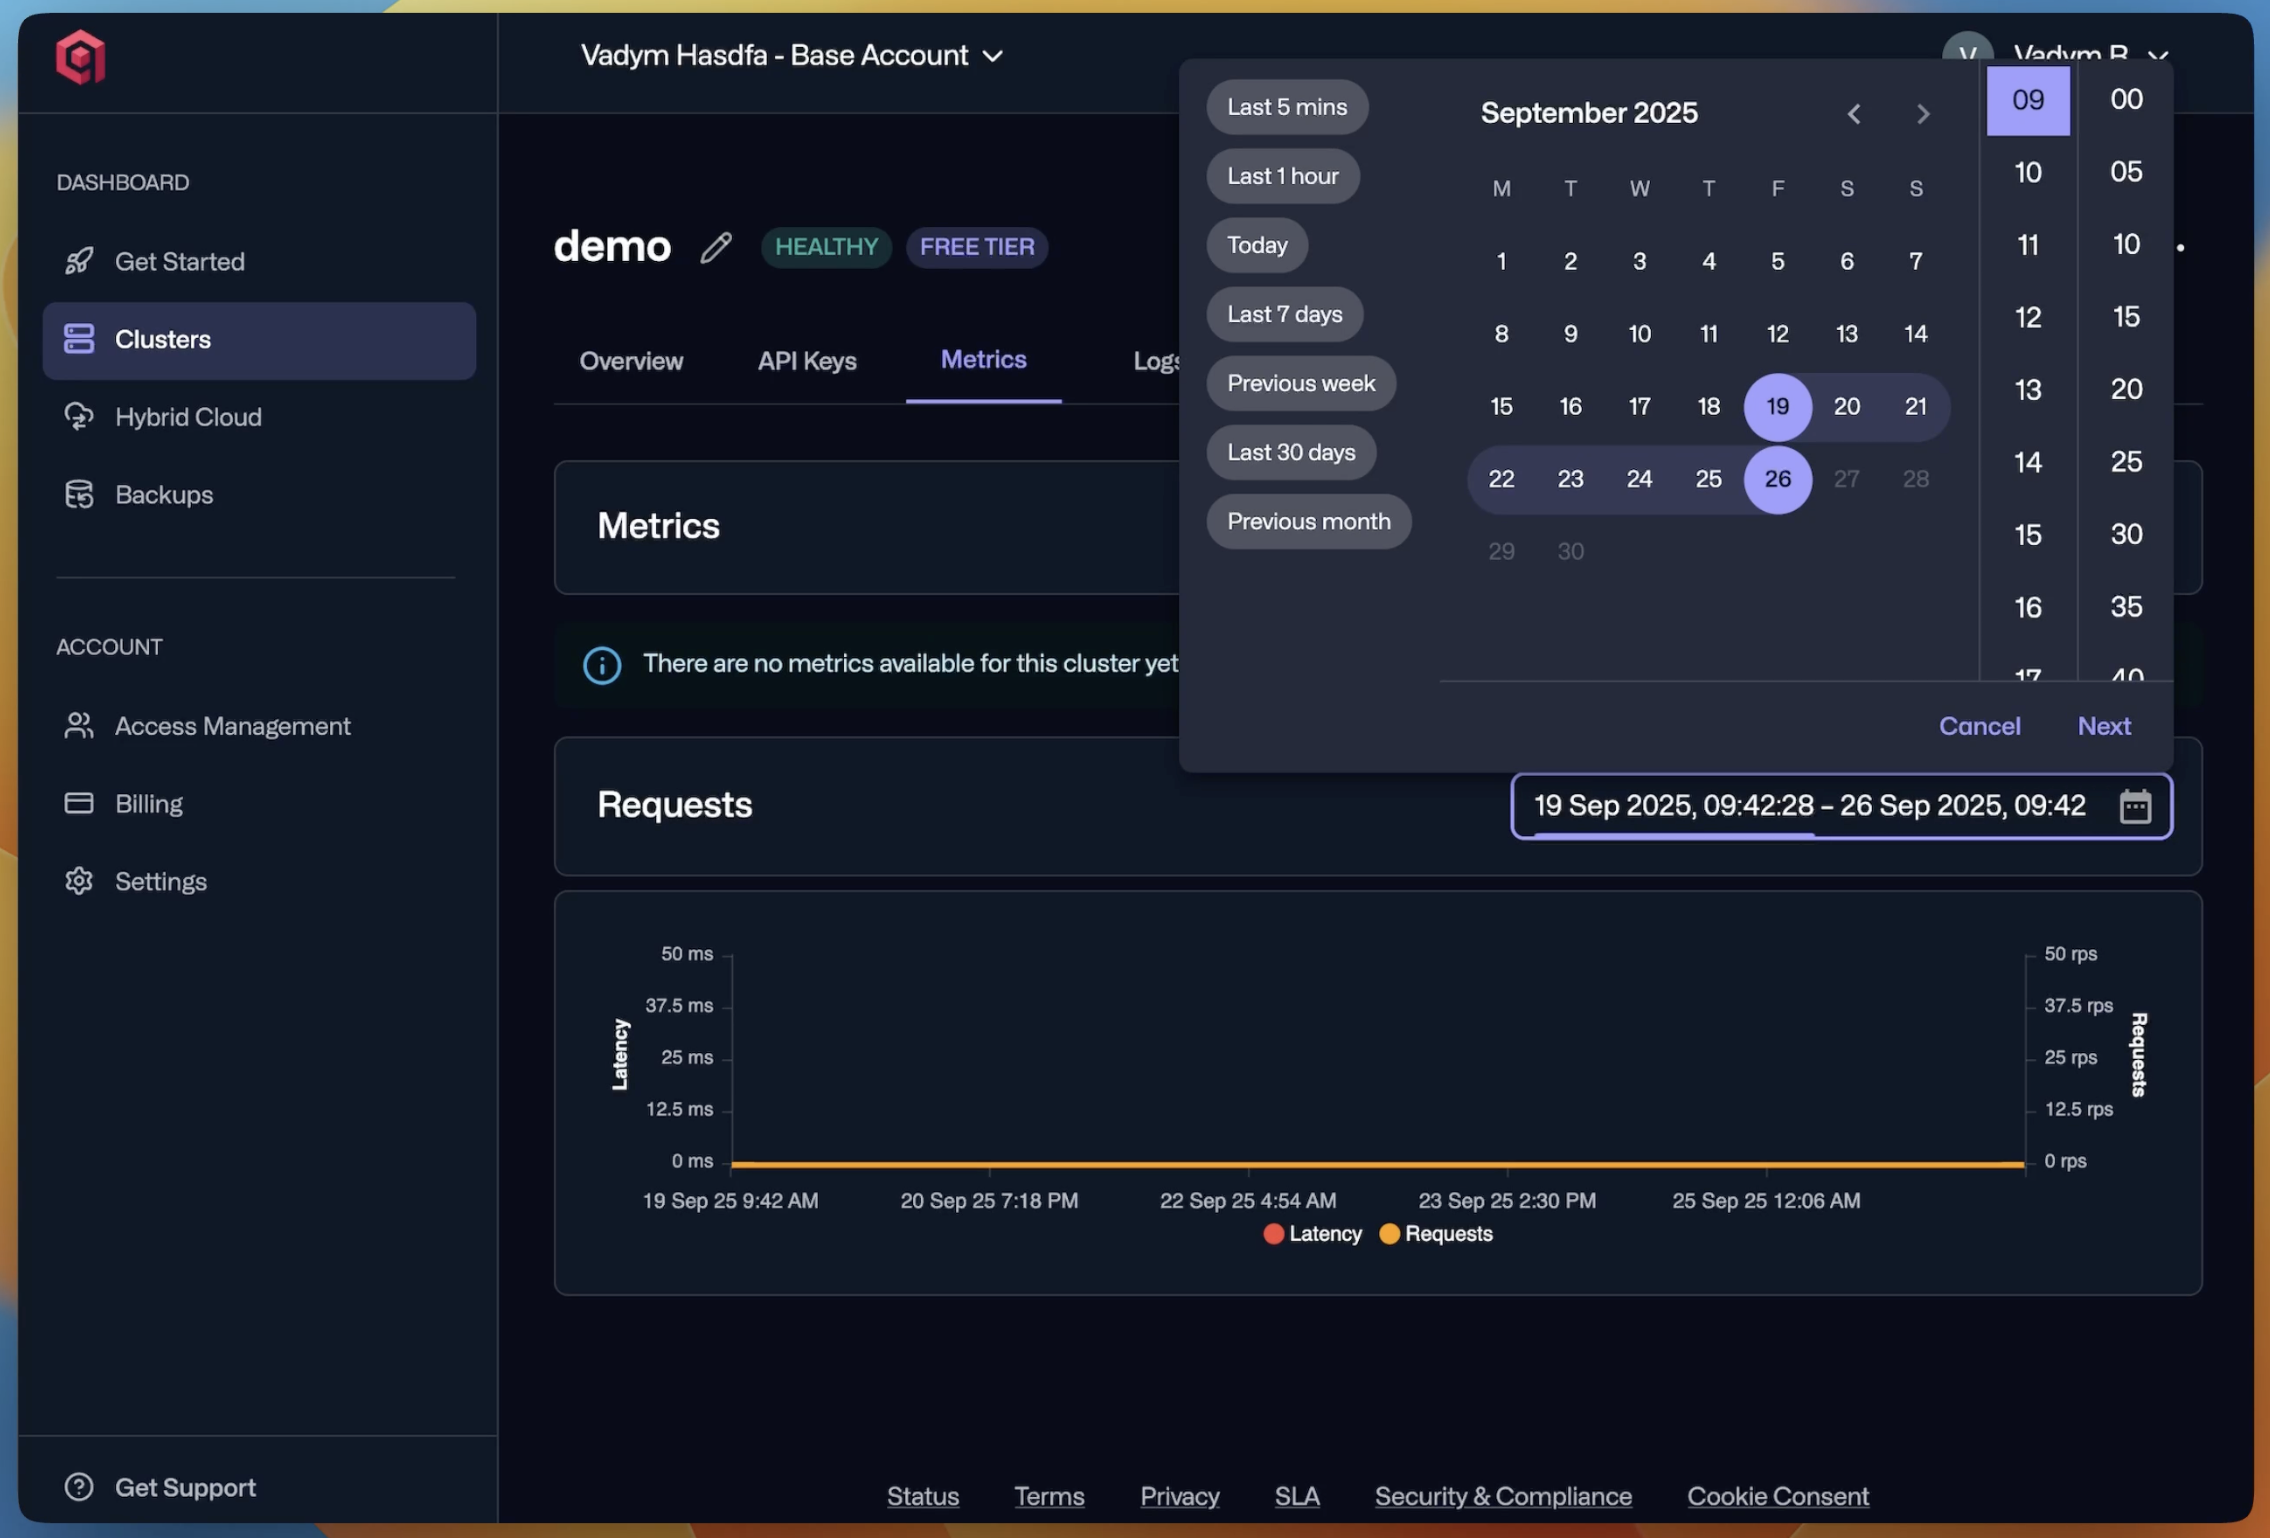 Vadym Hasdfa - Base Account
V
Vadym R
DASHBOARD
Get Started
Clusters
Hybrid Cloud
Backups
ACCOUNT
Access Management
Billing
Settings
Get Support
demo
HEALTHY
FREE TIER
Overview
API Keys
Metrics
Logs
Metrics
There are no metrics available for this cluster yet
Last 5 mins
Last 1 hour
Today
Last 7 days
Previous week
Last 30 days
Previous month
September 2025
M T W T F S S
1 2 3 4 5 6 7
8 9 10 11 12 13 14
15 16 17 18 19 20 21
22 23 24 25 26 27 28
29 30
09 00
10 05
11 10
12 15
13 20
14 25
15 30
16 35
17 40
Cancel
Next
Requests
19 Sep 2025, 09:42:28 – 26 Sep 2025, 09:42
50 ms
37.5 ms
25 ms
12.5 ms
0 ms
Latency
50 rps
37.5 rps
25 rps
12.5 rps
0 rps
Requests
19 Sep 25 9:42 AM
20 Sep 25 7:18 PM
22 Sep 25 4:54 AM
23 Sep 25 2:30 PM
25 Sep 25 12:06 AM
Latency
Requests
Status
Terms
Privacy
SLA
Security & Compliance
Cookie Consent